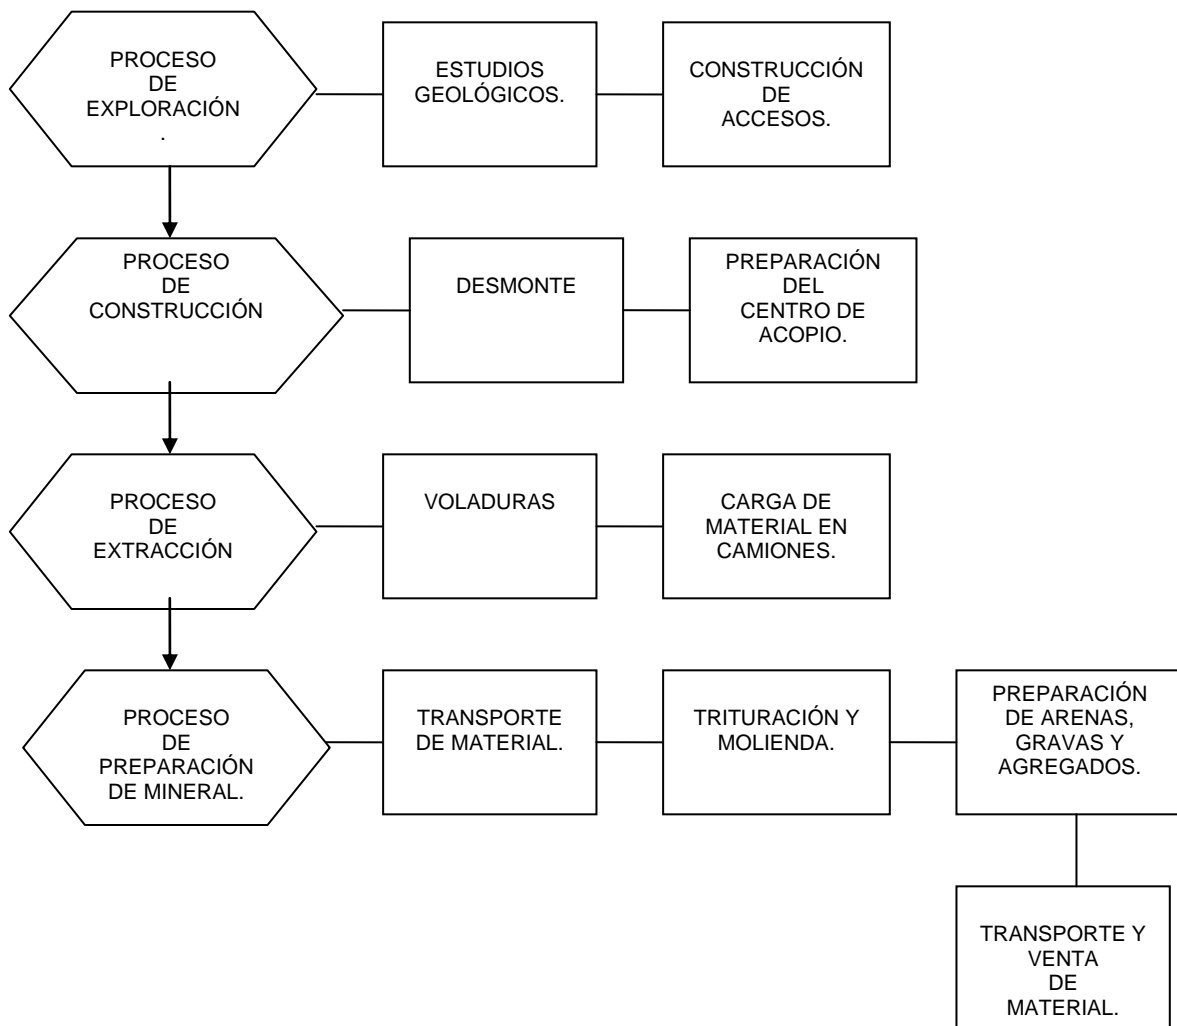 PROCESO
DE
EXPLORACIÓN
.
ESTUDIOS
GEOLÓGICOS.
CONSTRUCCIÓN
DE
ACCESOS.
PROCESO
DE
CONSTRUCCIÓN
DESMONTE
PREPARACIÓN
DEL
CENTRO DE
ACOPIO.
PROCESO
DE
EXTRACCIÓN
VOLADURAS
CARGA DE
MATERIAL EN
CAMIONES.
PROCESO
DE
PREPARACIÓN
DE MINERAL.
TRANSPORTE
DE MATERIAL.
TRITURACIÓN Y
MOLIENDA.
PREPARACIÓN
DE ARENAS,
GRAVAS Y
AGREGADOS.
TRANSPORTE Y
VENTA
DE
MATERIAL.